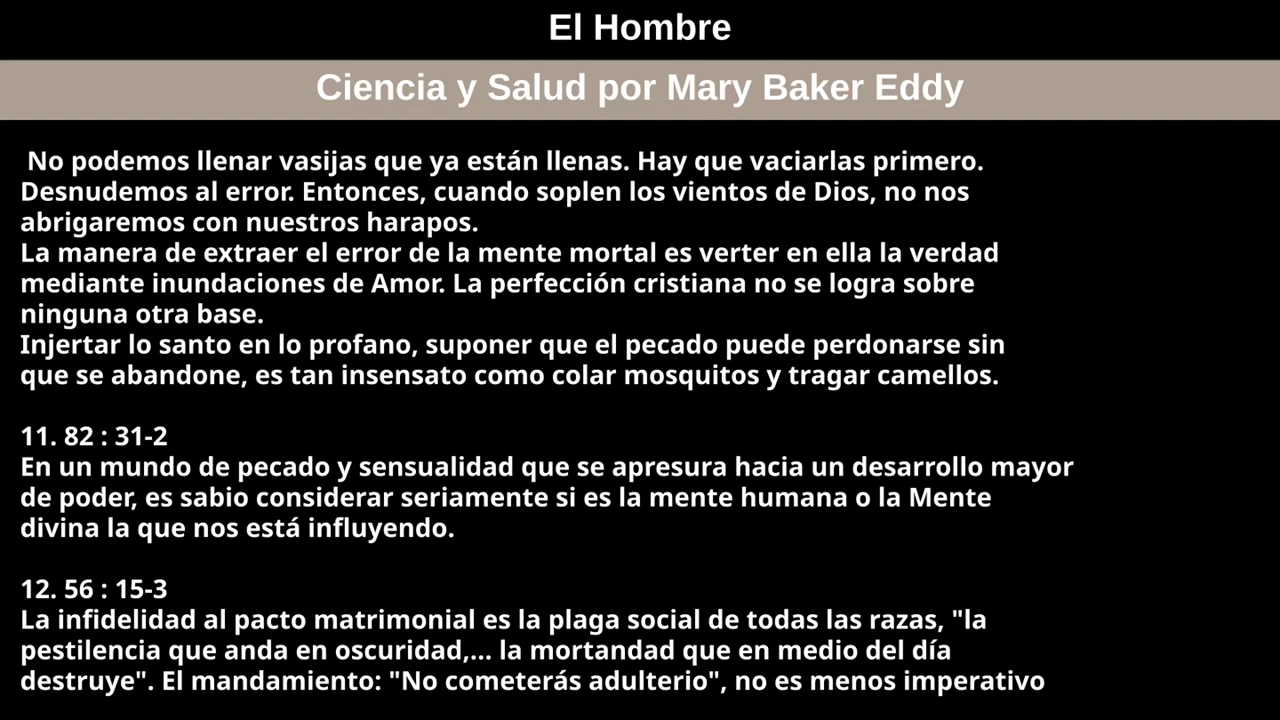 El Hombre
Ciencia y Salud por Mary Baker Eddy
No podemos llenar vasijas que ya están llenas. Hay que vaciarlas primero.
Desnudemos al error. Entonces, cuando soplen los vientos de Dios, no nos
abrigaremos con nuestros harapos.
La manera de extraer el error de la mente mortal es verter en ella la verdad
mediante inundaciones de Amor. La perfección cristiana no se logra sobre
ninguna otra base.
Injertar lo santo en lo profano, suponer que el pecado puede perdonarse sin
que se abandone, es tan insensato como colar mosquitos y tragar camellos.
11. 82 : 31-2
En un mundo de pecado y sensualidad que se apresura hacia un desarrollo mayor
de poder, es sabio considerar seriamente si es la mente humana o la Mente
divina la que nos está influyendo.
12. 56 : 15-3
La infidelidad al pacto matrimonial es la plaga social de todas las razas, "la
pestilencia que anda en oscuridad,... la mortandad que en medio del día
destruye". El mandamiento: "No cometerás adulterio", no es menos imperativo